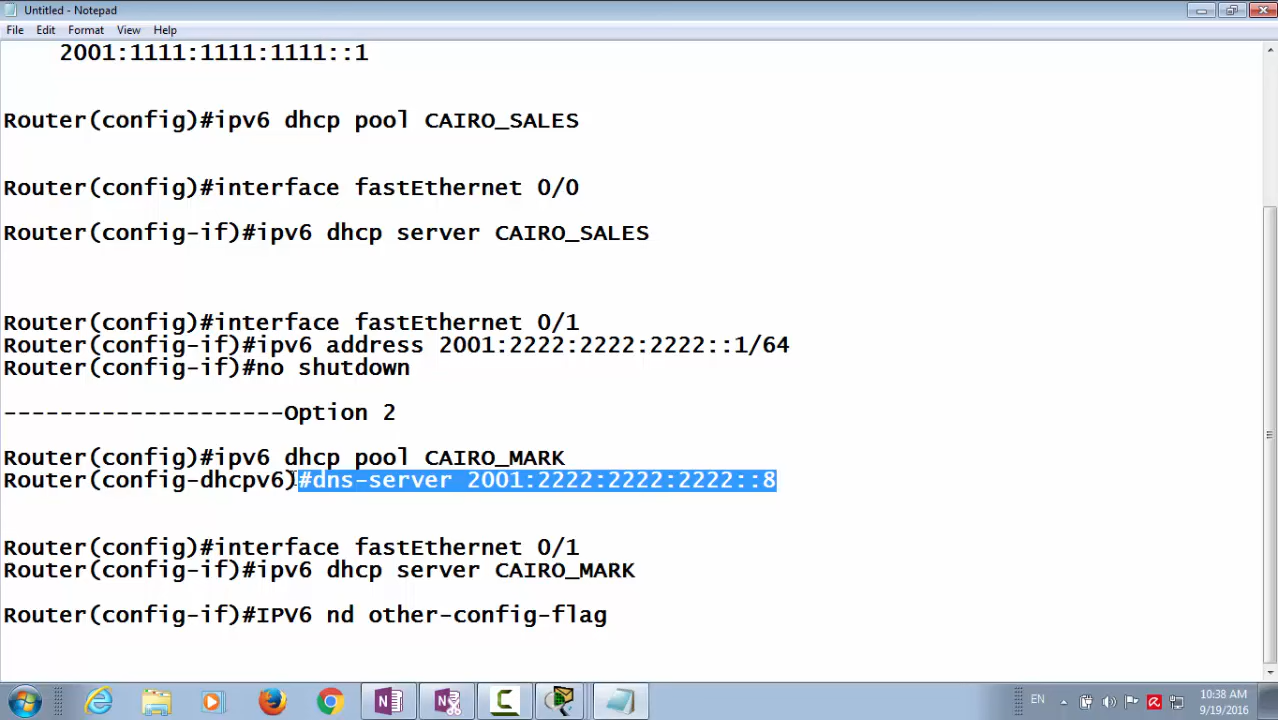 Untitled - Notepad
File Edit Format View Help
2001:1111:1111:1111::1
Router(config)#ipv6 dhcp pool CAIRO_SALES
Router(config)#interface fastEthernet 0/0
Router(config-if)#ipv6 dhcp server CAIRO_SALES
Router(config)#interface fastEthernet 0/1
Router(config-if)#ipv6 address 2001:2222:2222:2222::1/64
Router(config-if)#no shutdown
--------------------Option 2
Router(config)#ipv6 dhcp pool CAIRO_MARK
Router(config-dhcpv6)#dns-server 2001:2222:2222:2222::8
Router(config)#interface fastEthernet 0/1
Router(config-if)#ipv6 dhcp server CAIRO_MARK
Router(config-if)#IPV6 nd other-config-flag
EN
10:38 AM
9/19/2016